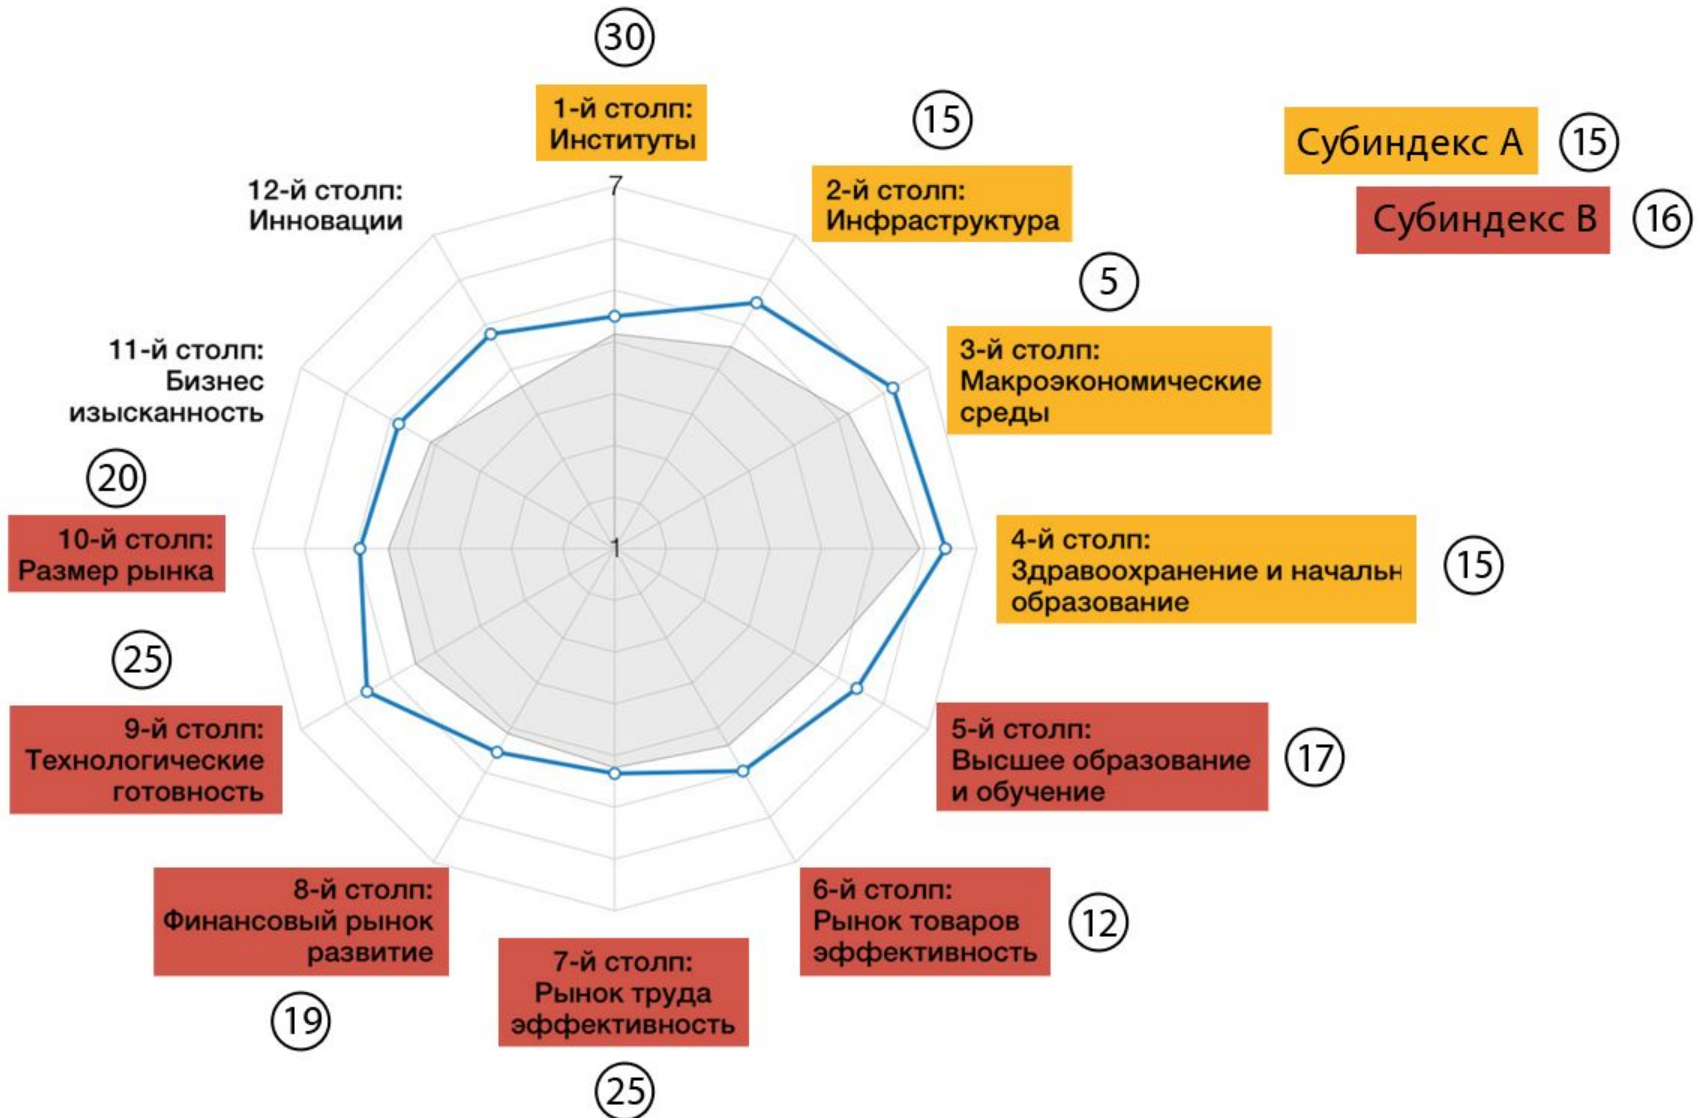 30
1-й столп:
Институты
15
2-й столп:
Инфраструктура
Субиндекс A
15
Субиндекс B
16
5
3-й столп:
Макроэкономические
среды
15
4-й столп:
Здравоохранение и начальн
образование
17
5-й столп:
Высшее образование
и обучение
12
6-й столп:
Рынок товаров
эффективность
7-й столп:
Рынок труда
эффективность
25
8-й столп:
Финансовый рынок
развитие
19
25
9-й столп:
Технологические
готовность
20
10-й столп:
Размер рынка
11-й столп:
Бизнес
изысканность
12-й столп:
Инновации
7
1